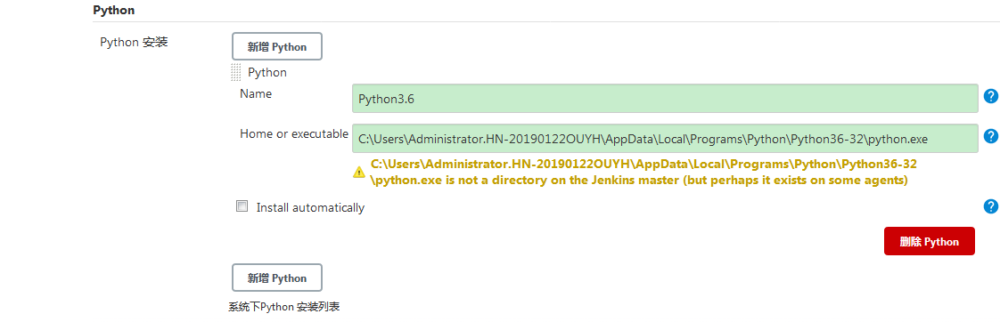 Python
Python 安装
新增 Python
Python
Name
Python3.6
Home or executable
C:\Users\Administrator.HN-20190122OUYH\AppData\Local\Programs\Python\Python36-32\python.exe
C:\Users\Administrator.HN-20190122OUYH\AppData\Local\Programs\Python\Python36-32
\python.exe is not a directory on the Jenkins master (but perhaps it exists on some agents)
Install automatically
删除 Python
新增 Python
系统下Python 安装列表